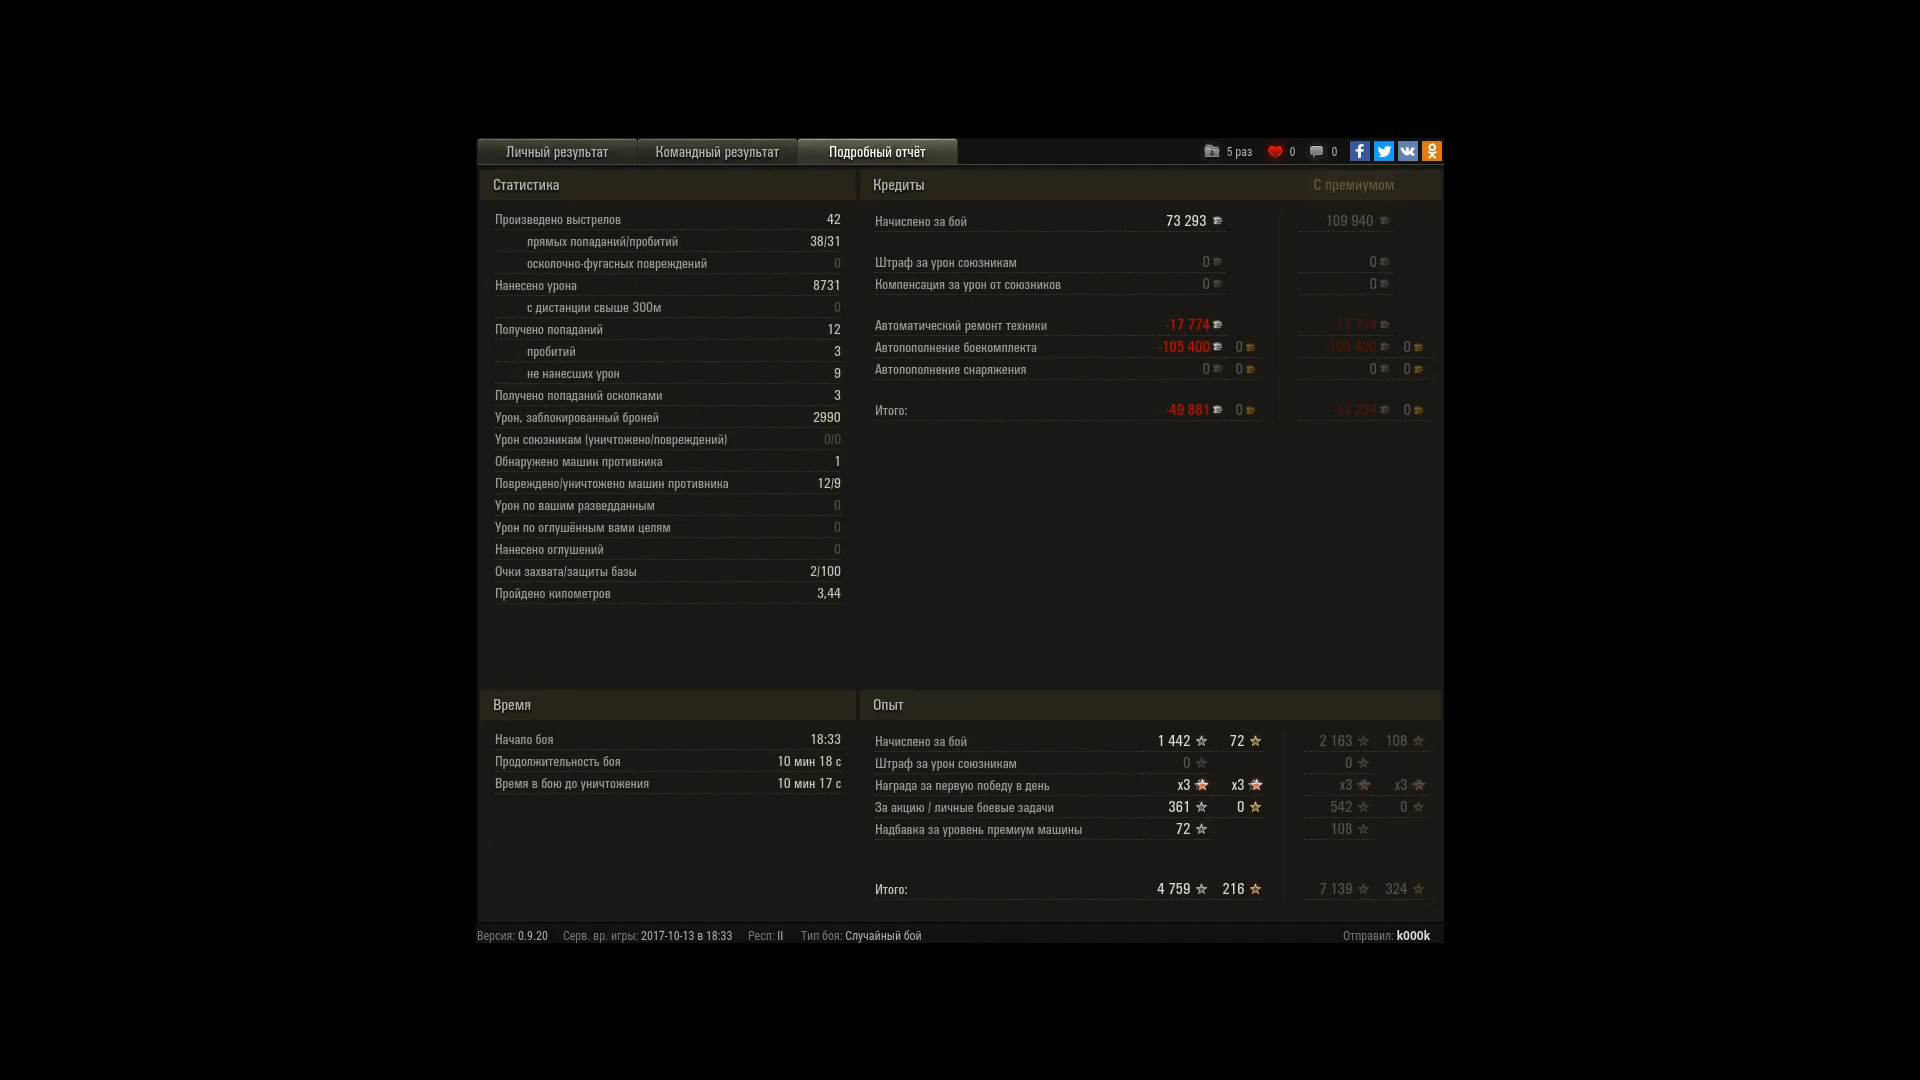 Личный результат Командный результат Подробный отчёт 5 раз 0 0
Статистика
Произведено выстрелов 42
прямых попаданий/пробитий 38/31
осколочно-фугасных повреждений 0
Нанесено урона 8731
с дистанции свыше 300м 0
Получено попаданий 12
пробитий 3
не нанесших урон 9
Получено попаданий осколками 3
Урон, заблокированный броней 2990
Урон союзникам (уничтожено/повреждений) 0/0
Обнаружено машин противника 1
Повреждено/уничтожено машин противника 12/9
Урон по вашим разведданным 0
Урон по оглушённым вами целям 0
Нанесено оглушений 0
Очки захвата/защиты базы 2/100
Пройдено километров 3,44
Кредиты С премиумом
Начислено за бой 73 293 109 940
Штраф за урон союзникам 0 0
Компенсация за урон от союзников 0 0
Автоматический ремонт техники -17 774 -17 774
Автопополнение боекомплекта -105 400 0 -105 400 0
Автопополнение снаряжения 0 0 0 0
Итого: -49 881 0 -13 234 0
Время
Начало боя 18:33
Продолжительность боя 10 мин 18 с
Время в бою до уничтожения 10 мин 17 с
Опыт
Начислено за бой 1 442 72 2 163 108
Штраф за урон союзникам 0 0
Награда за первую победу в день x3 x3 x3 x3
За акцию / личные боевые задачи 361 0 542 0
Надбавка за уровень премиум машины 72 108
Итого: 4 759 216 7 139 324
Версия: 0.9.20 Серв. вр. игры: 2017-10-13 в 18:33 Респ: II Тип боя: Случайный бой Отправил: k000k